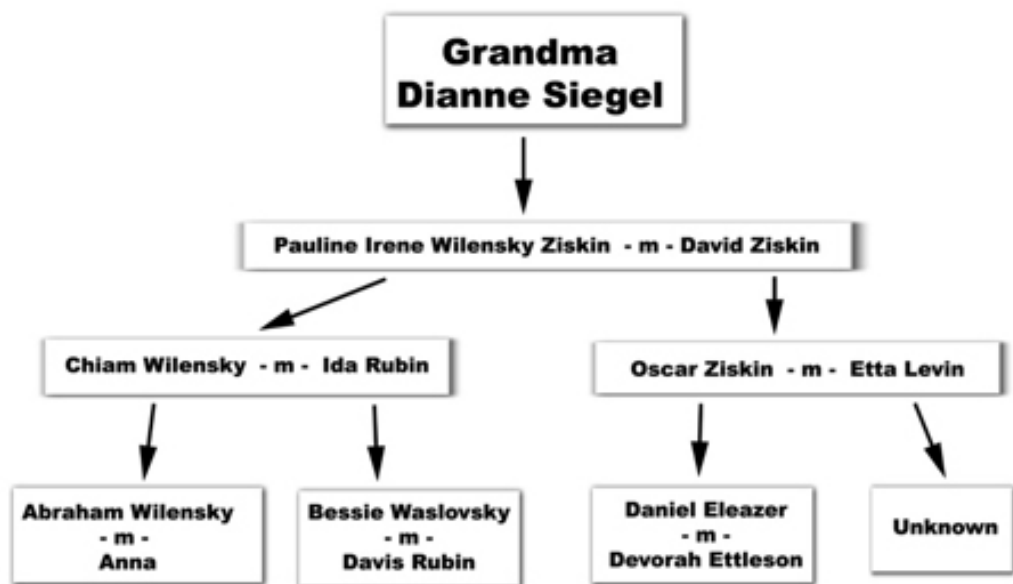 Grandma
Dianne Siegel
Pauline Irene Wilensky Ziskin - m - David Ziskin
Chiam Wilensky - m - Ida Rubin
Oscar Ziskin - m - Etta Levin
Abraham Wilensky
- m -
Anna
Bessie Waslovsky
- m -
Davis Rubin
Daniel Eleazer
- m -
Devorah Ettleson
Unknown